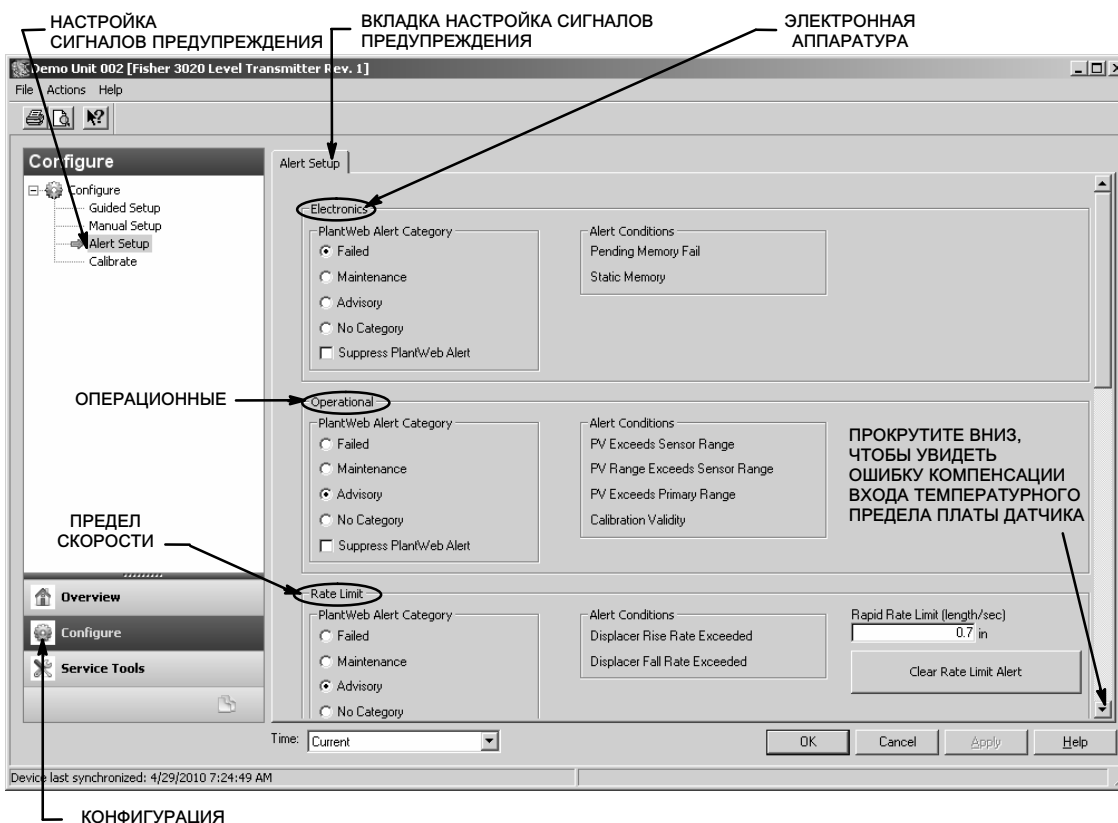 НАСТРОЙКА
СИГНАЛОВ ПРЕДУПРЕЖДЕНИЯ
ВКЛАДКА НАСТРОЙКА СИГНАЛОВ
ПРЕДУПРЕЖДЕНИЯ
ЭЛЕКТРОННАЯ
АППАРАТУРА
Demo Unit 002 [Fisher 3020 Level Transmitter Rev. 1]
File Actions Help
Configure
Configure
Guided Setup
Manual Setup
Alert Setup
Calibrate
Alert Setup
Electronics
PlantWeb Alert Category
Failed
Maintenance
Advisory
No Category
Suppress PlantWeb Alert
Alert Conditions
Pending Memory Fail
Static Memory
ОПЕРАЦИОННЫЕ
Operational
PlantWeb Alert Category
Failed
Maintenance
Advisory
No Category
Suppress PlantWeb Alert
Alert Conditions
PV Exceeds Sensor Range
PV Range Exceeds Sensor Range
PV Exceeds Primary Range
Calibration Validity
ПРОКРУТИТЕ ВНИЗ,
ЧТОБЫ УВИДЕТЬ
ОШИБКУ КОМПЕНСАЦИИ
ВХОДА ТЕМПЕРАТУРНОГО
ПРЕДЕЛА ПЛАТЫ ДАТЧИКА
ПРЕДЕЛ
СКОРОСТИ
Rate Limit
PlantWeb Alert Category
Failed
Maintenance
Advisory
No Category
Alert Conditions
Displacer Rise Rate Exceeded
Displacer Fall Rate Exceeded
Rapid Rate Limit (length/sec)
0.7 in
Clear Rate Limit Alert
Overview
Configure
Service Tools
Time: Current
OK Cancel Apply Help
Device last synchronized: 4/29/2010 7:24:49 AM
КОНФИГУРАЦИЯ